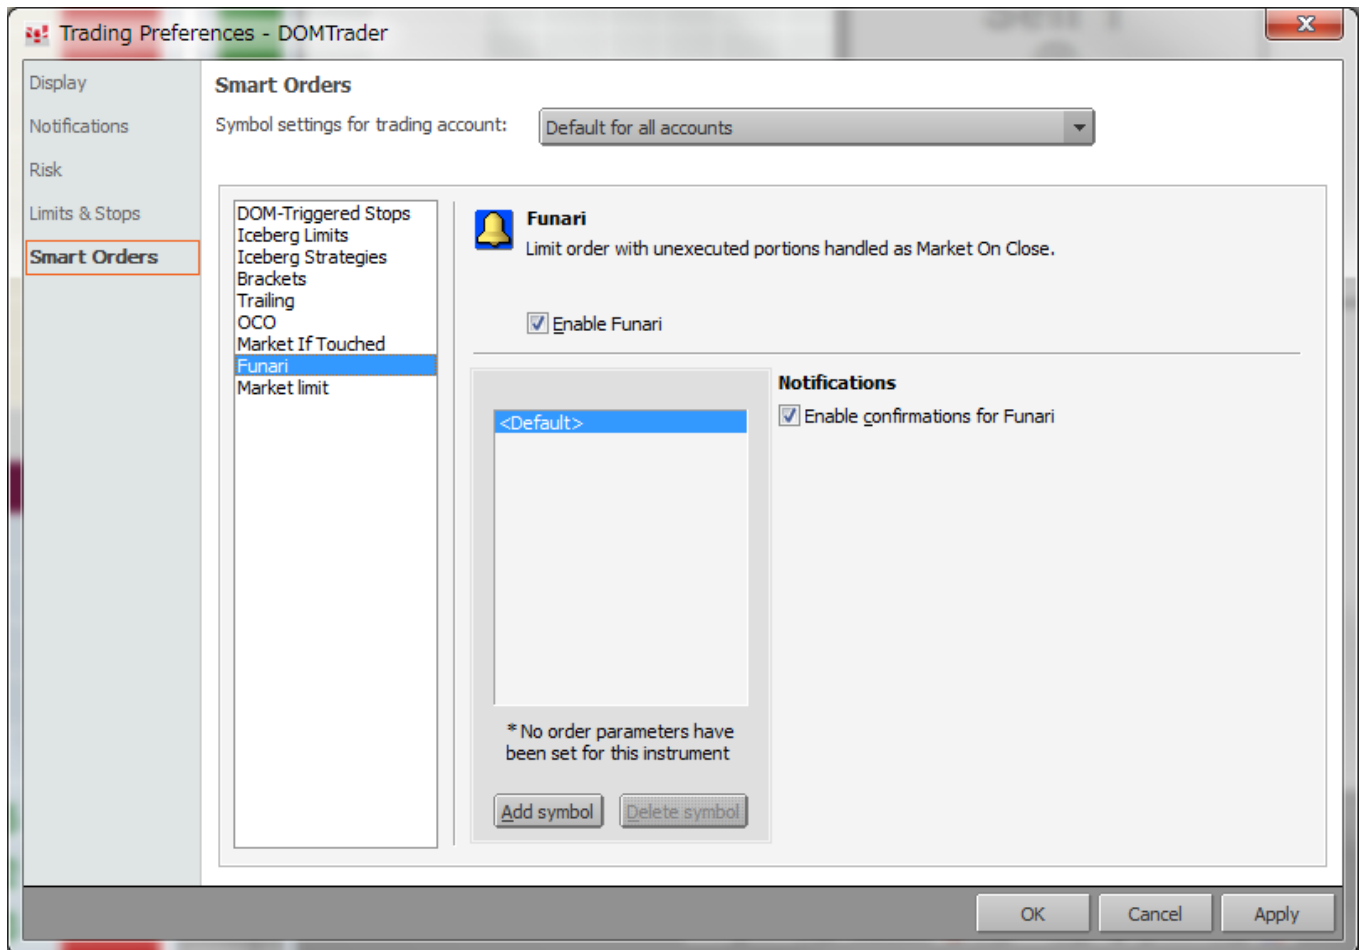 Trading Preferences - DOMTrader
Display
Notifications
Risk
Limits & Stops
Smart Orders
Smart Orders
Symbol settings for trading account:
Default for all accounts
DOM-Triggered Stops
Iceberg Limits
Iceberg Strategies
Brackets
Trailing
OCO
Market If Touched
Funari
Market limit
Funari
Limit order with unexecuted portions handled as Market On Close.
Enable Funari
<Default>
* No order parameters have
been set for this instrument
Add symbol
Delete symbol
Notifications
Enable confirmations for Funari
OK
Cancel
Apply